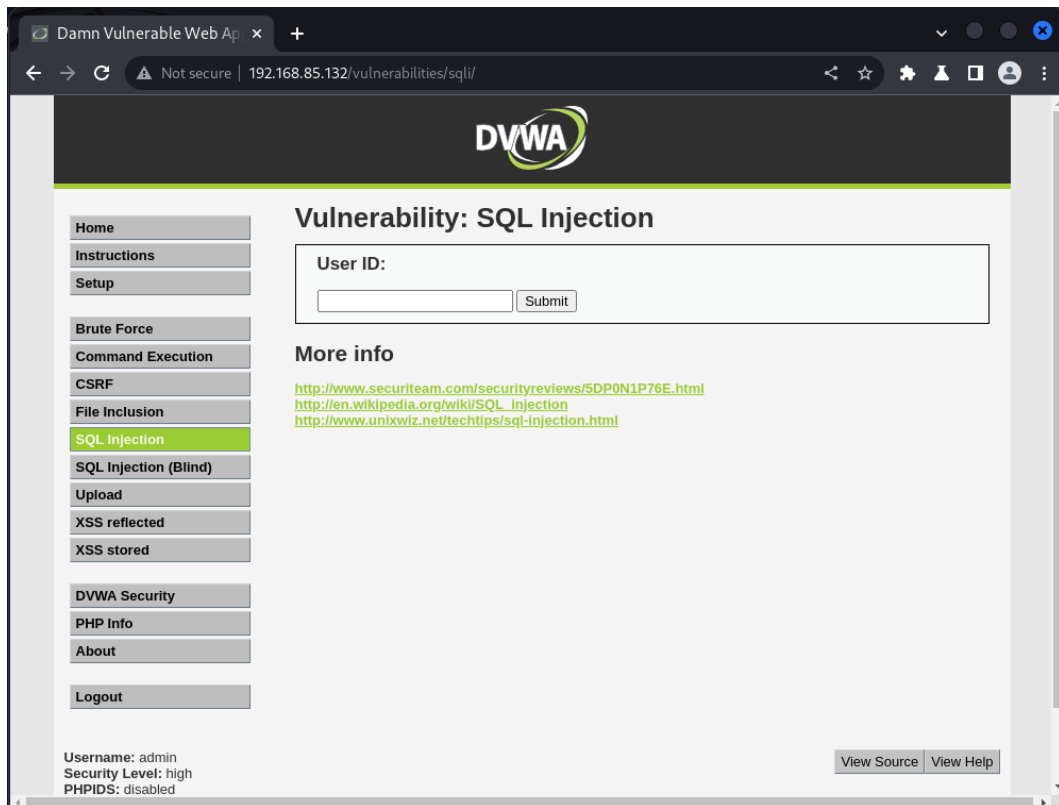 Damn Vulnerable Web Ap
Not secure | 192.168.85.132/vulnerabilities/sqli/
DVWA
Home
Instructions
Setup
Brute Force
Command Execution
CSRF
File Inclusion
SQL Injection
SQL Injection (Blind)
Upload
XSS reflected
XSS stored
DVWA Security
PHP Info
About
Logout
Vulnerability: SQL Injection
User ID:
Submit
More info
http://www.securiteam.com/securityreviews/5DP0N1P76E.html
http://en.wikipedia.org/wiki/SQL_injection
http://www.unixwiz.net/techtips/sql-injection.html
Username: admin
Security Level: high
PHPIDS: disabled
View Source View Help